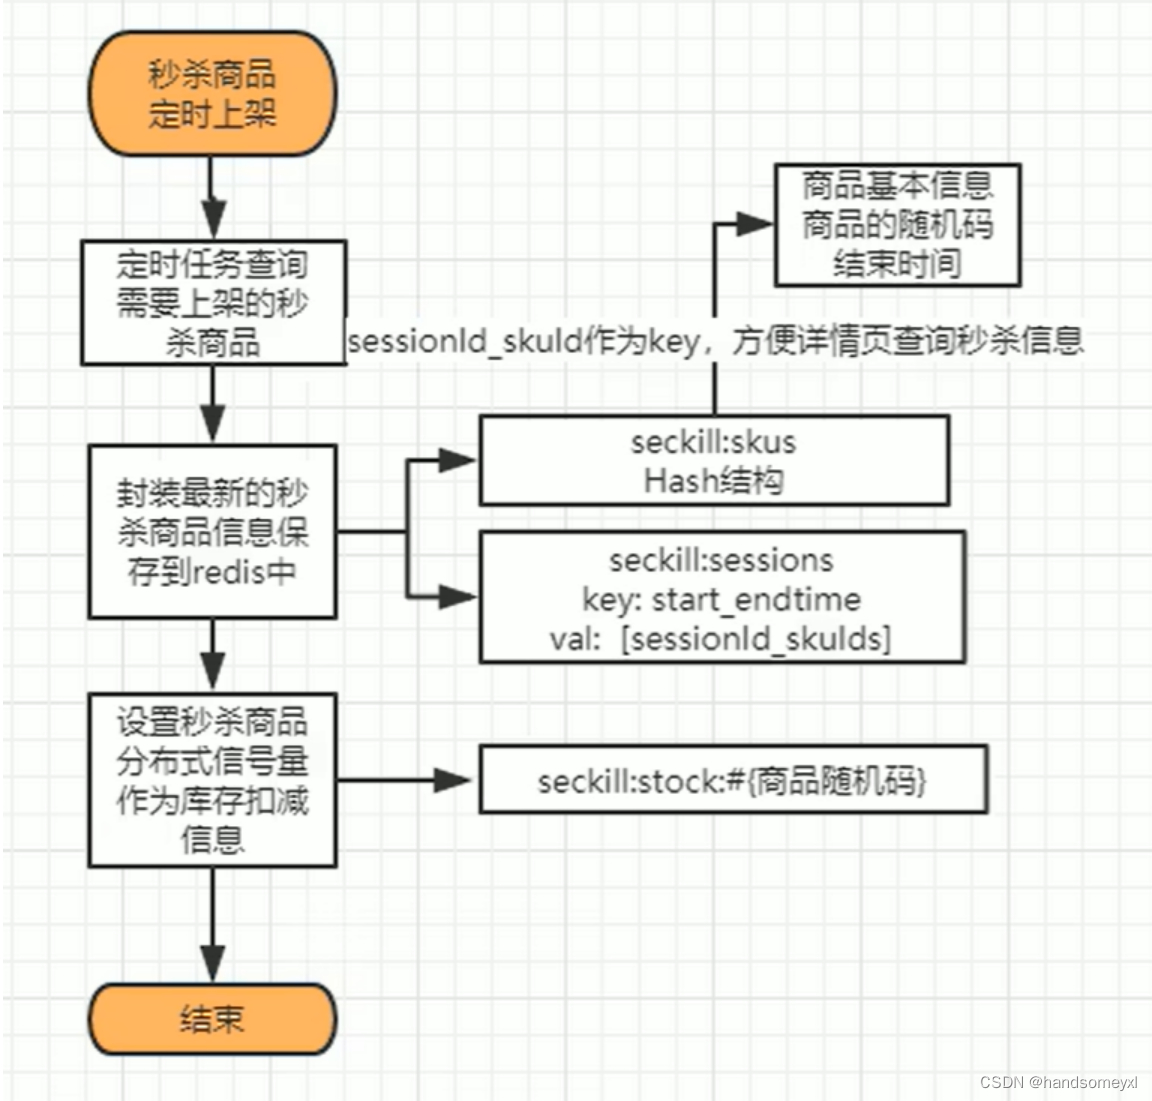 秒杀商品
定时上架
商品基本信息
商品的随机码
结束时间
定时任务查询
需要上架的秒
杀商品
sessionId_skuId作为key，方便详情页查询秒杀信息
封装最新的秒
杀商品信息保
存到redis中
seckill:skus
Hash结构
seckill:sessions
key: start_endtime
val: [sessionId_skuIds]
设置秒杀商品
分布式信号量
作为库存扣减
信息
seckill:stock:#{商品随机码}
结束
CSDN @handsomeyxl